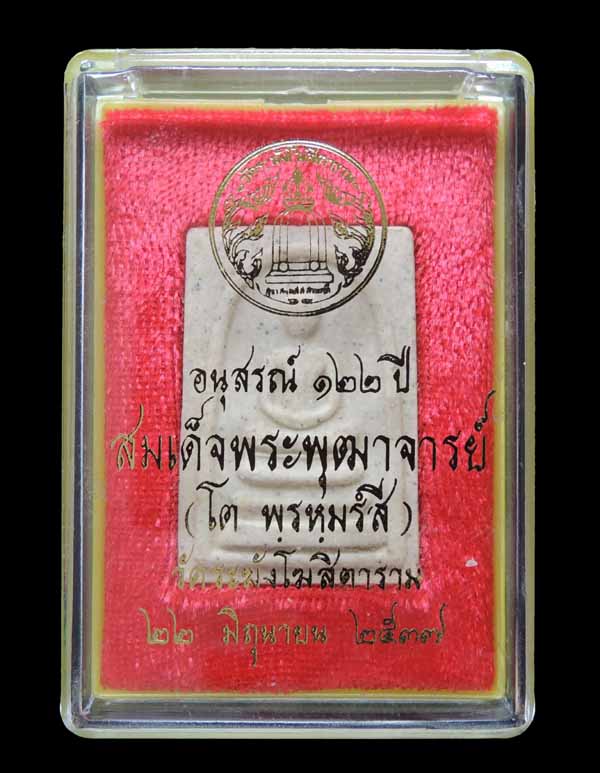 อนุสรณ์ ๑๒๒ ปี
สมเด็จพระพุฒาจารย์
(โต พฺรหฺมรํสี)
วัดระฆังโฆสิตาราม
๒๒ มิถุนายน ๒๕๓๗